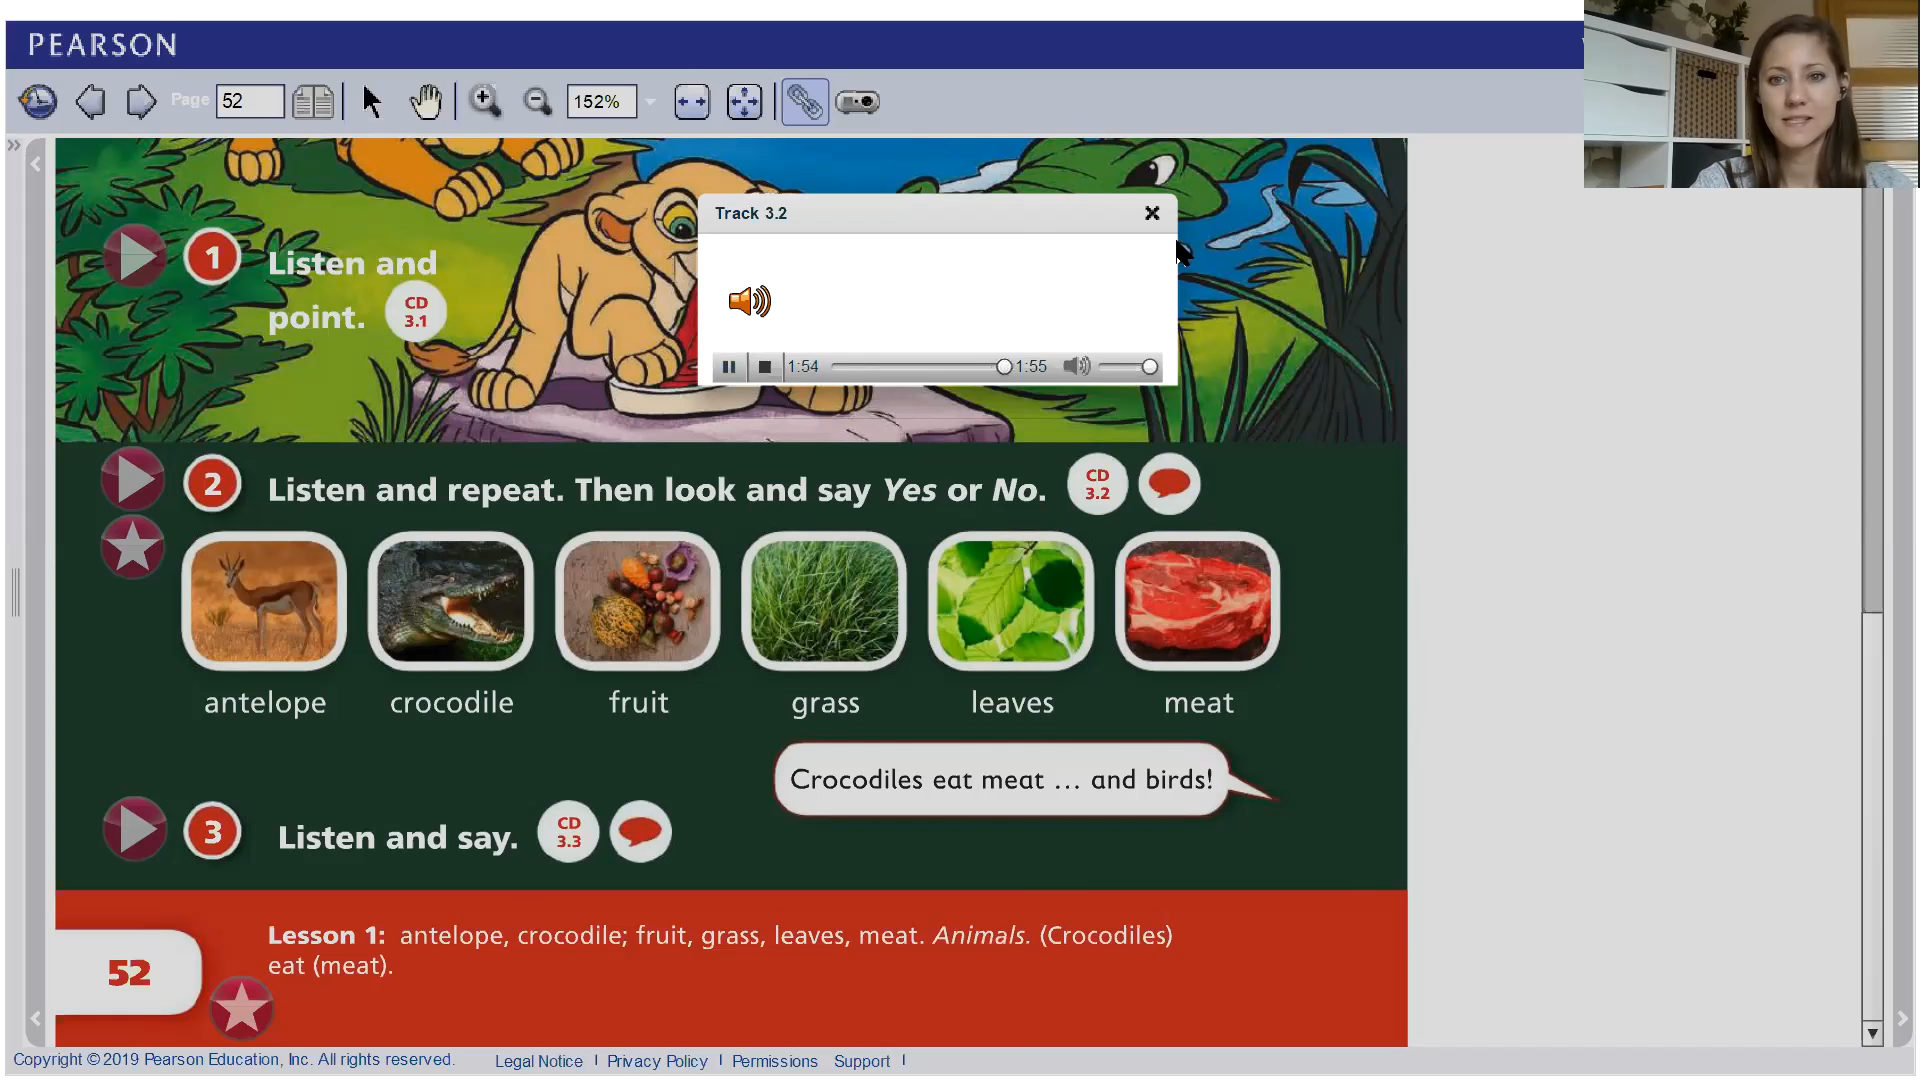 PEARSON
Page 52 152%
Track 3.2
1 Listen and
point. CD 3.1
1:54 1:55
2 Listen and repeat. Then look and say Yes or No. CD 3.2
antelope crocodile fruit grass leaves meat
Crocodiles eat meat ... and birds!
3 Listen and say. CD 3.3
Lesson 1: antelope, crocodile; fruit, grass, leaves, meat. Animals. (Crocodiles)
eat (meat).
52
Copyright © 2019 Pearson Education, Inc. All rights reserved. Legal Notice | Privacy Policy | Permissions Support |